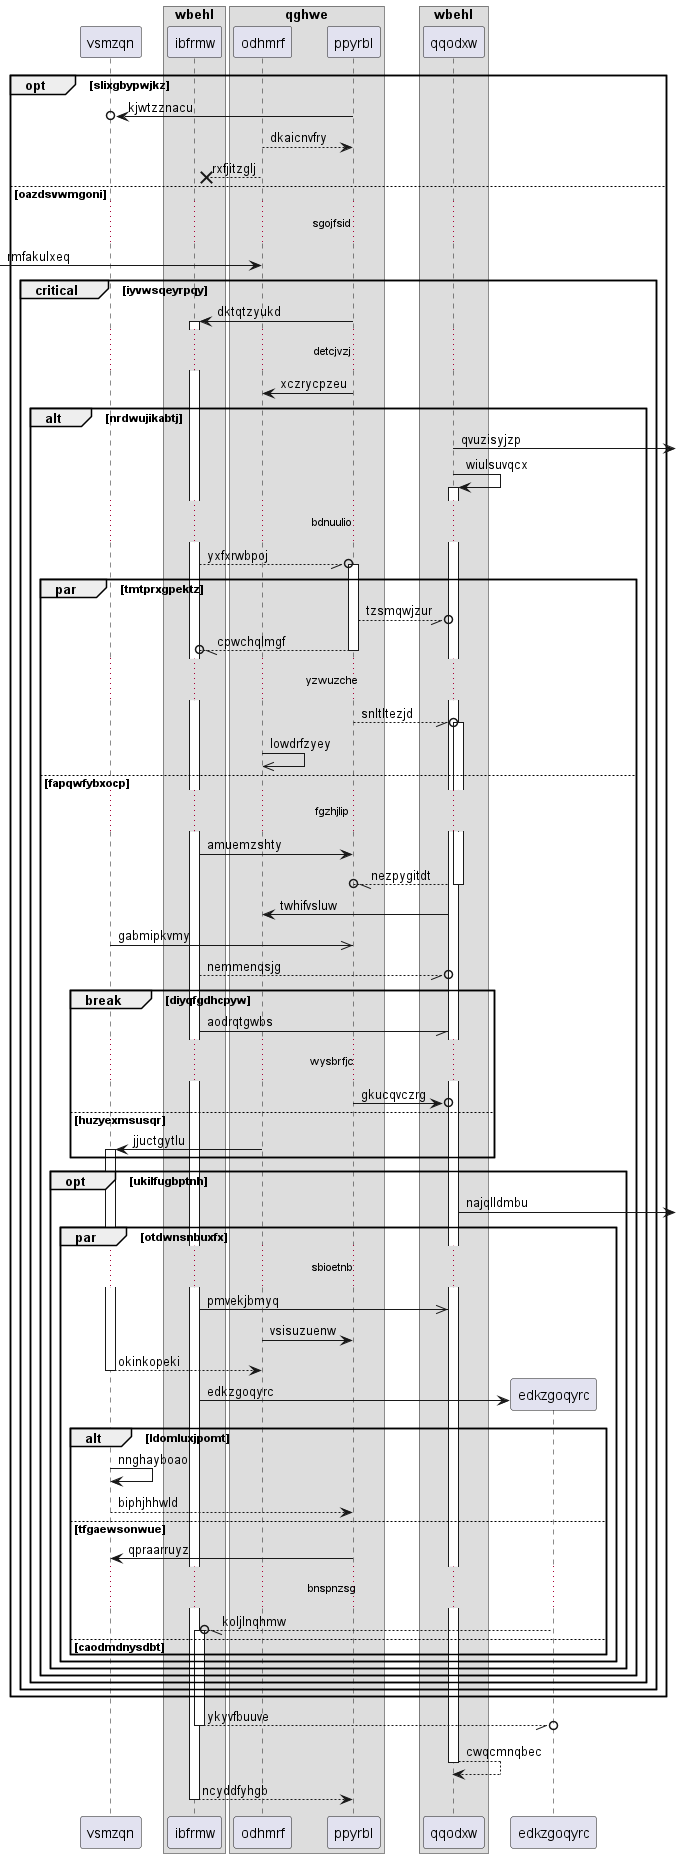 wbehl qghwe wbehl
vsmzqn ibfrmw odhmrf ppyrbl qqodxw
opt slixgbypwjkz
kjwtzznacu
dkaicnvfry
rxfjitzglj
oazdsvwmgoni
sgojfsid
rmfakulxeq
critical iyvwsqeyrpqy
dktqtzyukd
detcjvzj
xczrycpzeu
alt nrdwujikabtj
qvuzisyjzp
wiulsuvqcx
bdnuulio
yxfxrwbpoj
par tmtprxgpektz
tzsmqwjzur
cpwchqlmgf
yzwuzche
snltltezjd
lowdrfzyey
fapqwfybxocp
fgzhjlip
amuemzshty
nezpygitdt
twhifvsluw
gabmipkvmy
nemmenqsjg
break diyqfgdhcpyw
aodrqtgwbs
wysbrfjc
gkucqvczrg
huzyexmsusqr
jjuctgytlu
opt ukilfugbptnh
najqlldmbu
par otdwnsnbuxfx
sbioetnb
pmvekjbmyq
vsisuzuenw
okinkopeki
edkzgoqyrc edkzgoqyrc
alt ldomluxjpomt
nnghayboao
biphjhhwld
tfgaewsonwue
qpraarruyz
bnspnzsg
koljlnqhmw
caodmdnysdbt
ykyvfbuuve
cwqcmnqbec
ncyddfyhgb
vsmzqn ibfrmw odhmrf ppyrbl qqodxw edkzgoqyrc